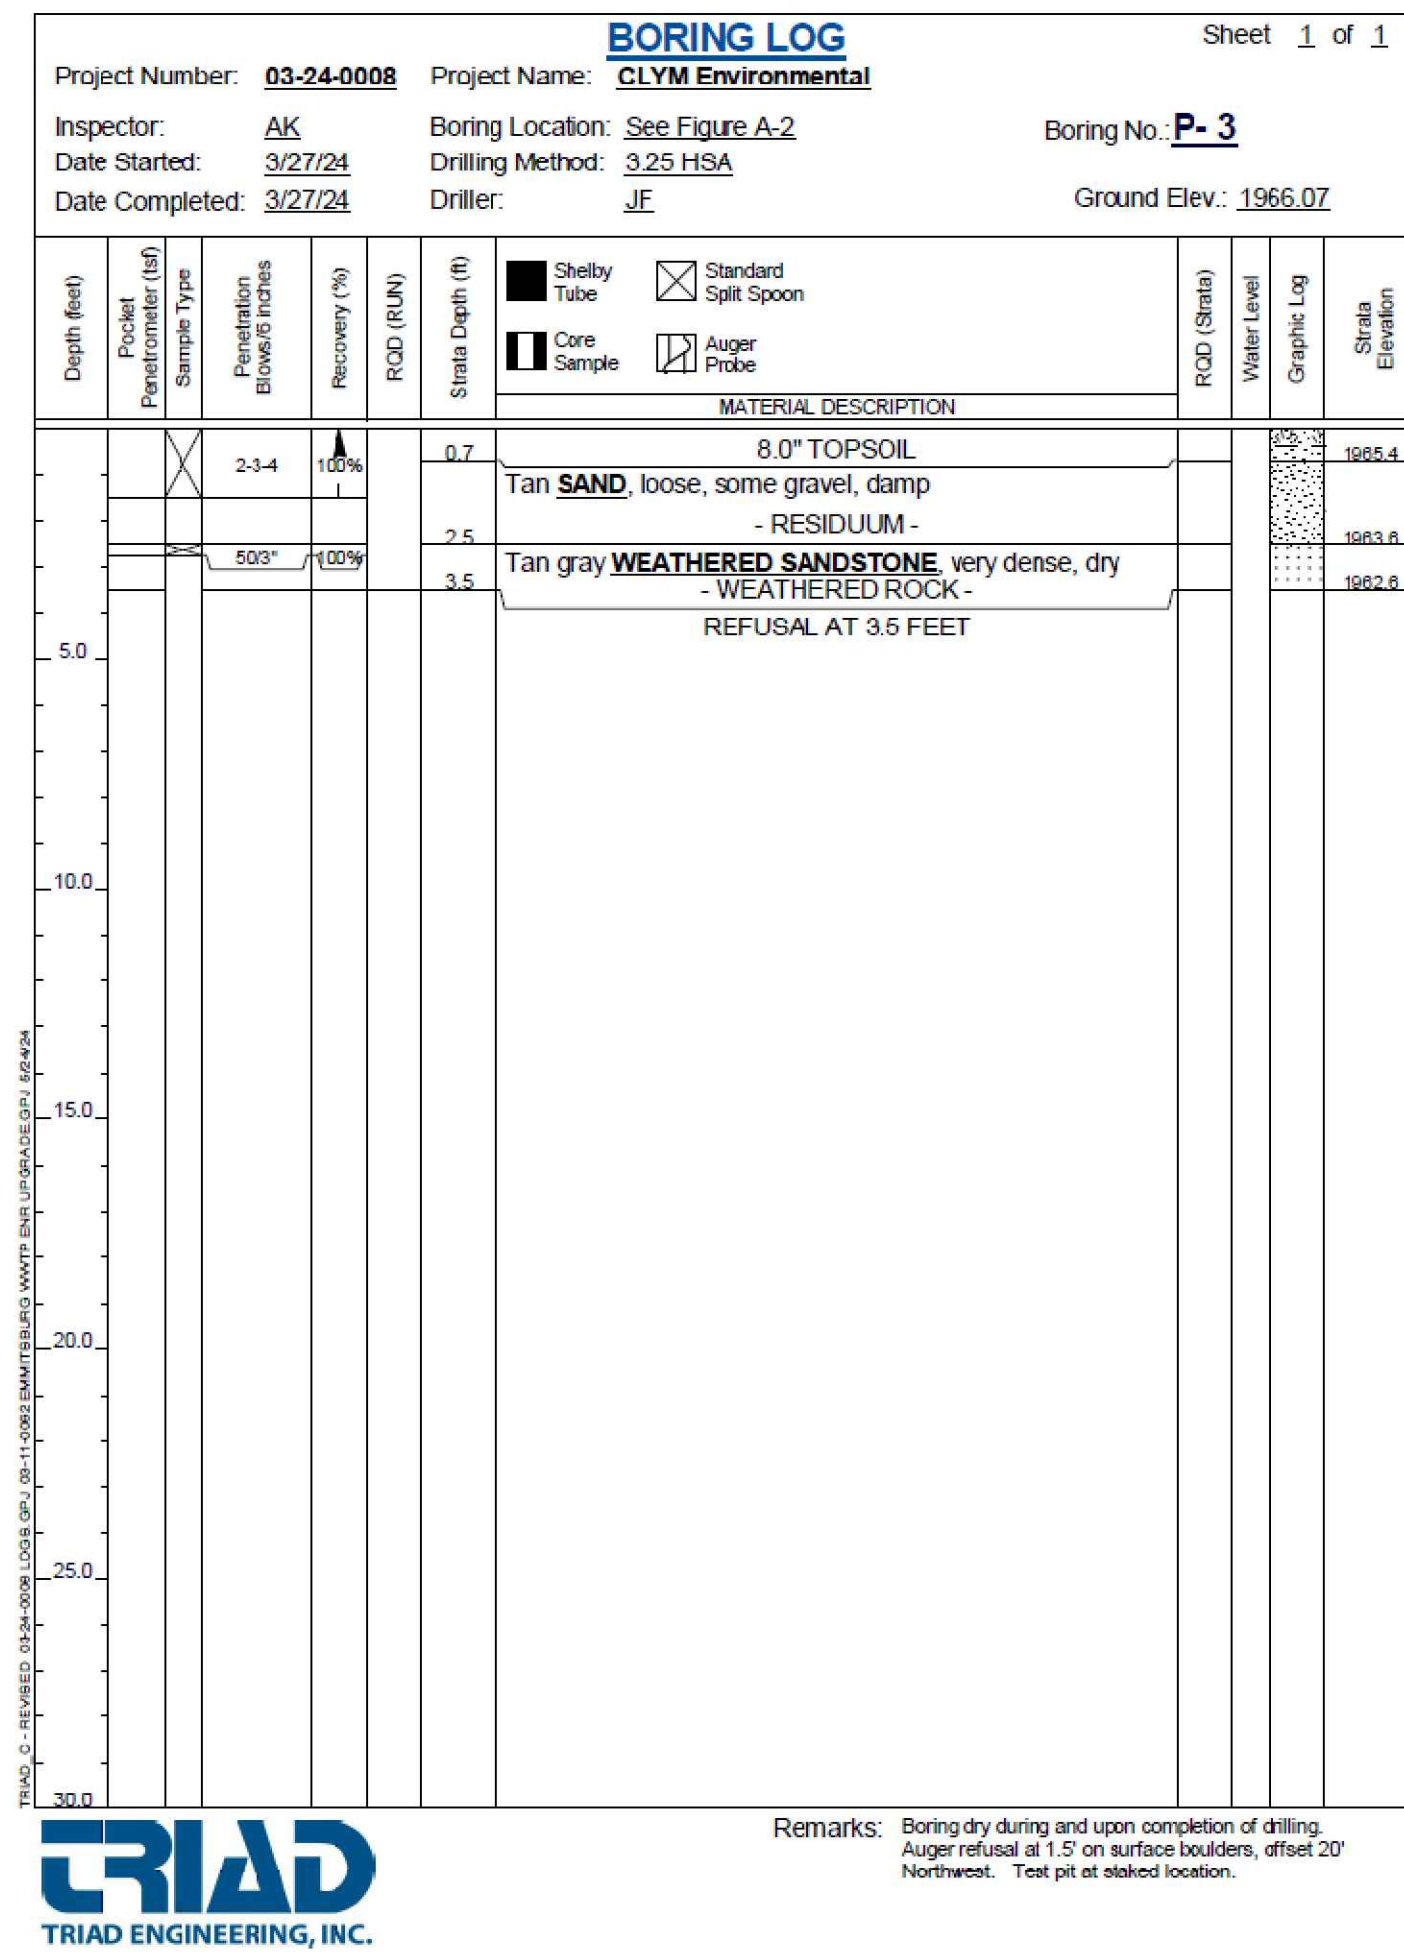 BORING LOG
Sheet 1 of 1
Project Number: 03-24-0008 Project Name: CLYM Environmental
Inspector: AK Boring Location: See Figure A-2
Boring No.: P- 3
Date Started: 3/27/24 Drilling Method: 3.25 HSA
Date Completed: 3/27/24 Driller: JF
Ground Elev.: 1966.07
Depth (feet)
Pocket
Penetrometer (tsf)
Sample Type
Penetration
Blows/6 inches
Recovery (%)
RQD (RUN)
Strata Depth (ft)
Shelby
Tube
Standard
Split Spoon
Core
Sample
Auger
Probe
MATERIAL DESCRIPTION
RQD (Strata)
Water Level
Graphic Log
Strata
Elevation
2-3-4 100% 0.7 8.0" TOPSOIL 1965.4
Tan SAND, loose, some gravel, damp
2.5 - RESIDUUM - 1963.6
50/3" 100% Tan gray WEATHERED SANDSTONE, very dense, dry
3.5 - WEATHERED ROCK - 1962.6
REFUSAL AT 3.5 FEET
5.0
10.0
15.0
20.0
25.0
30.0
TRIAD_C - REVISED 03-24-0008 LOGS.GPJ 03-11-0062 EMMITSBURG WWTP ENR UPGRADE.GPJ 5/24/24
Remarks: Boring dry during and upon completion of drilling.
Auger refusal at 1.5' on surface boulders, offset 20'
Northwest. Test pit at staked location.
TRIAD
TRIAD ENGINEERING, INC.